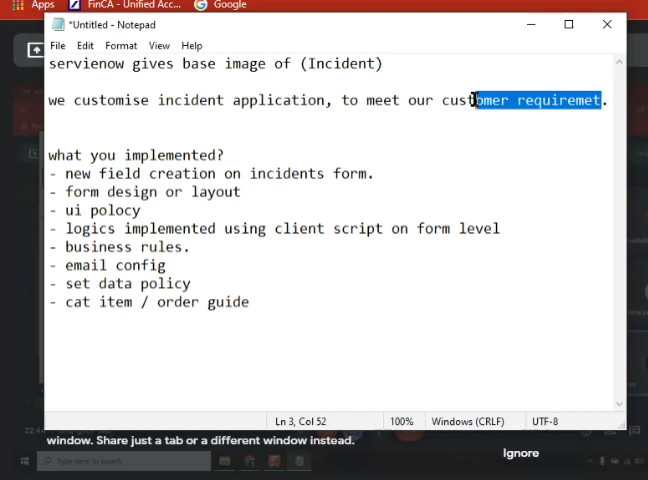 Apps FinCA - Unified Acc... Google
*Untitled - Notepad
File Edit Format View Help
servienow gives base image of (Incident)
we customise incident application, to meet our customer requiremet.
what you implemented?
- new field creation on incidents form.
- form design or layout
- ui polocy
- logics implemented using client script on form level
- business rules.
- email config
- set data policy
- cat item / order guide
Ln 3, Col 52 100% Windows (CRLF) UTF-8
window. Share just a tab or a different window instead.
Ignore
Type here to search